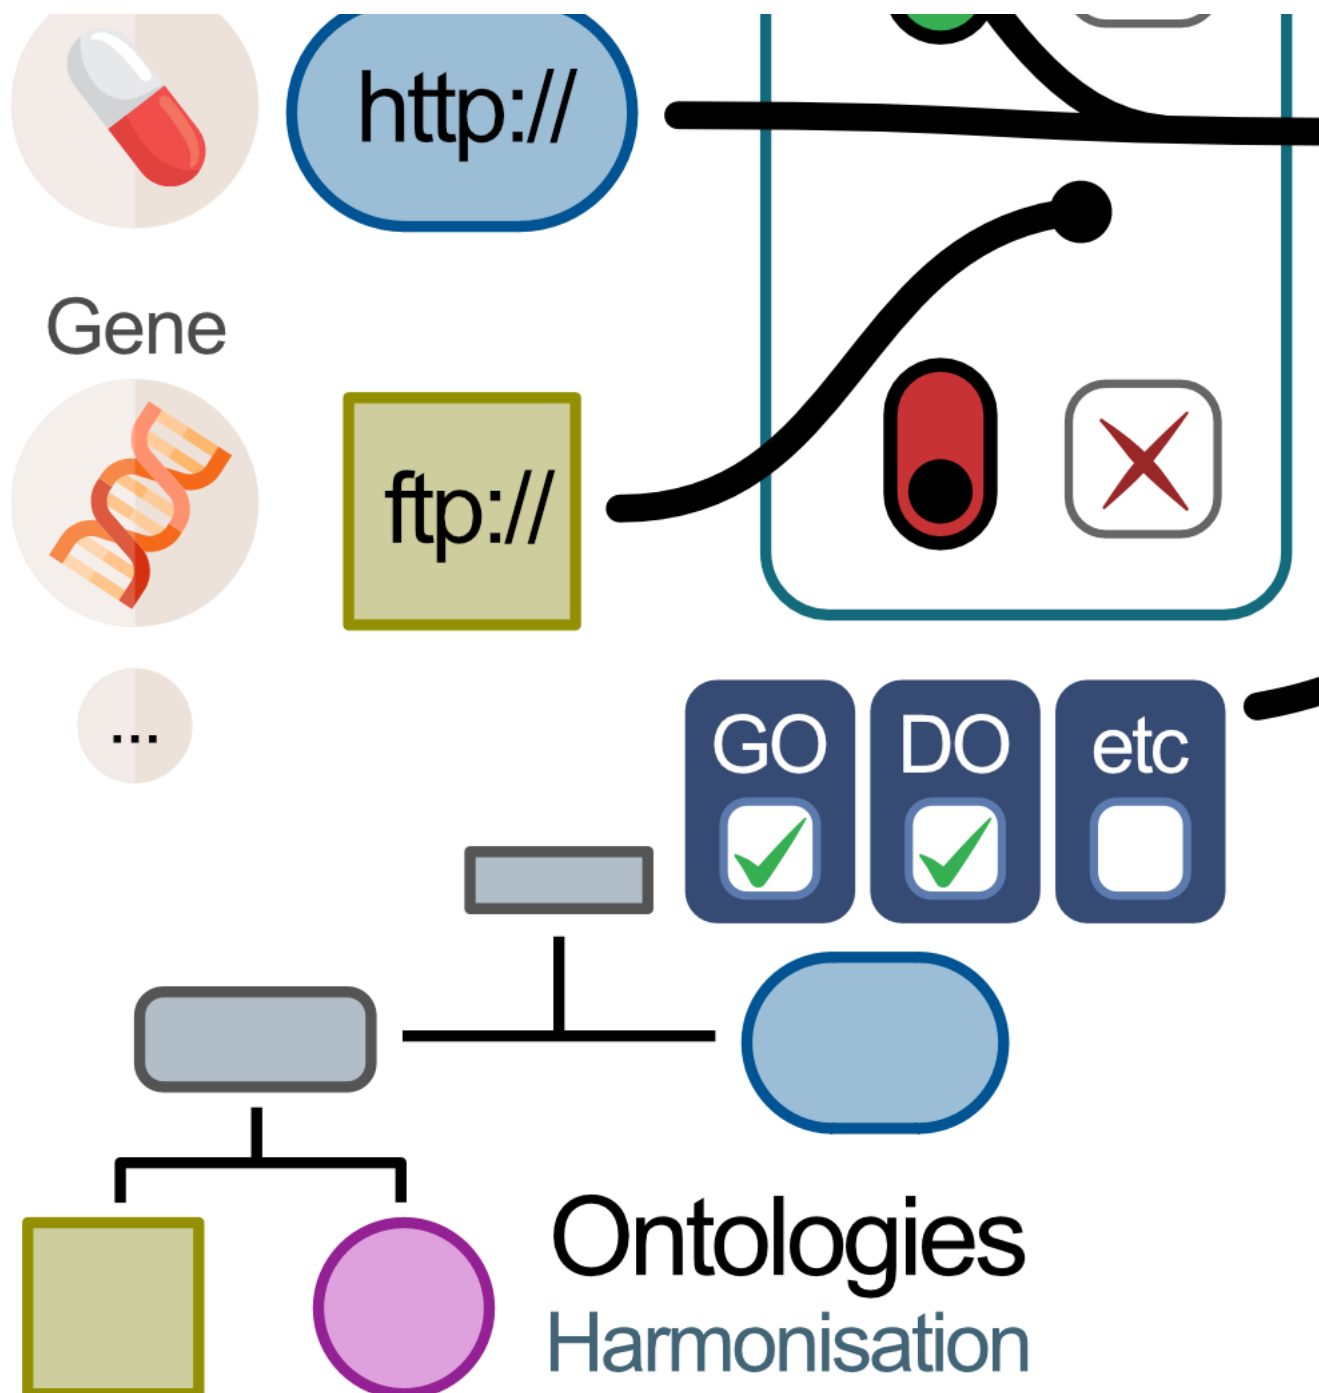 http://
Gene
ftp://
...
GO DO etc
Ontologies
Harmonisation